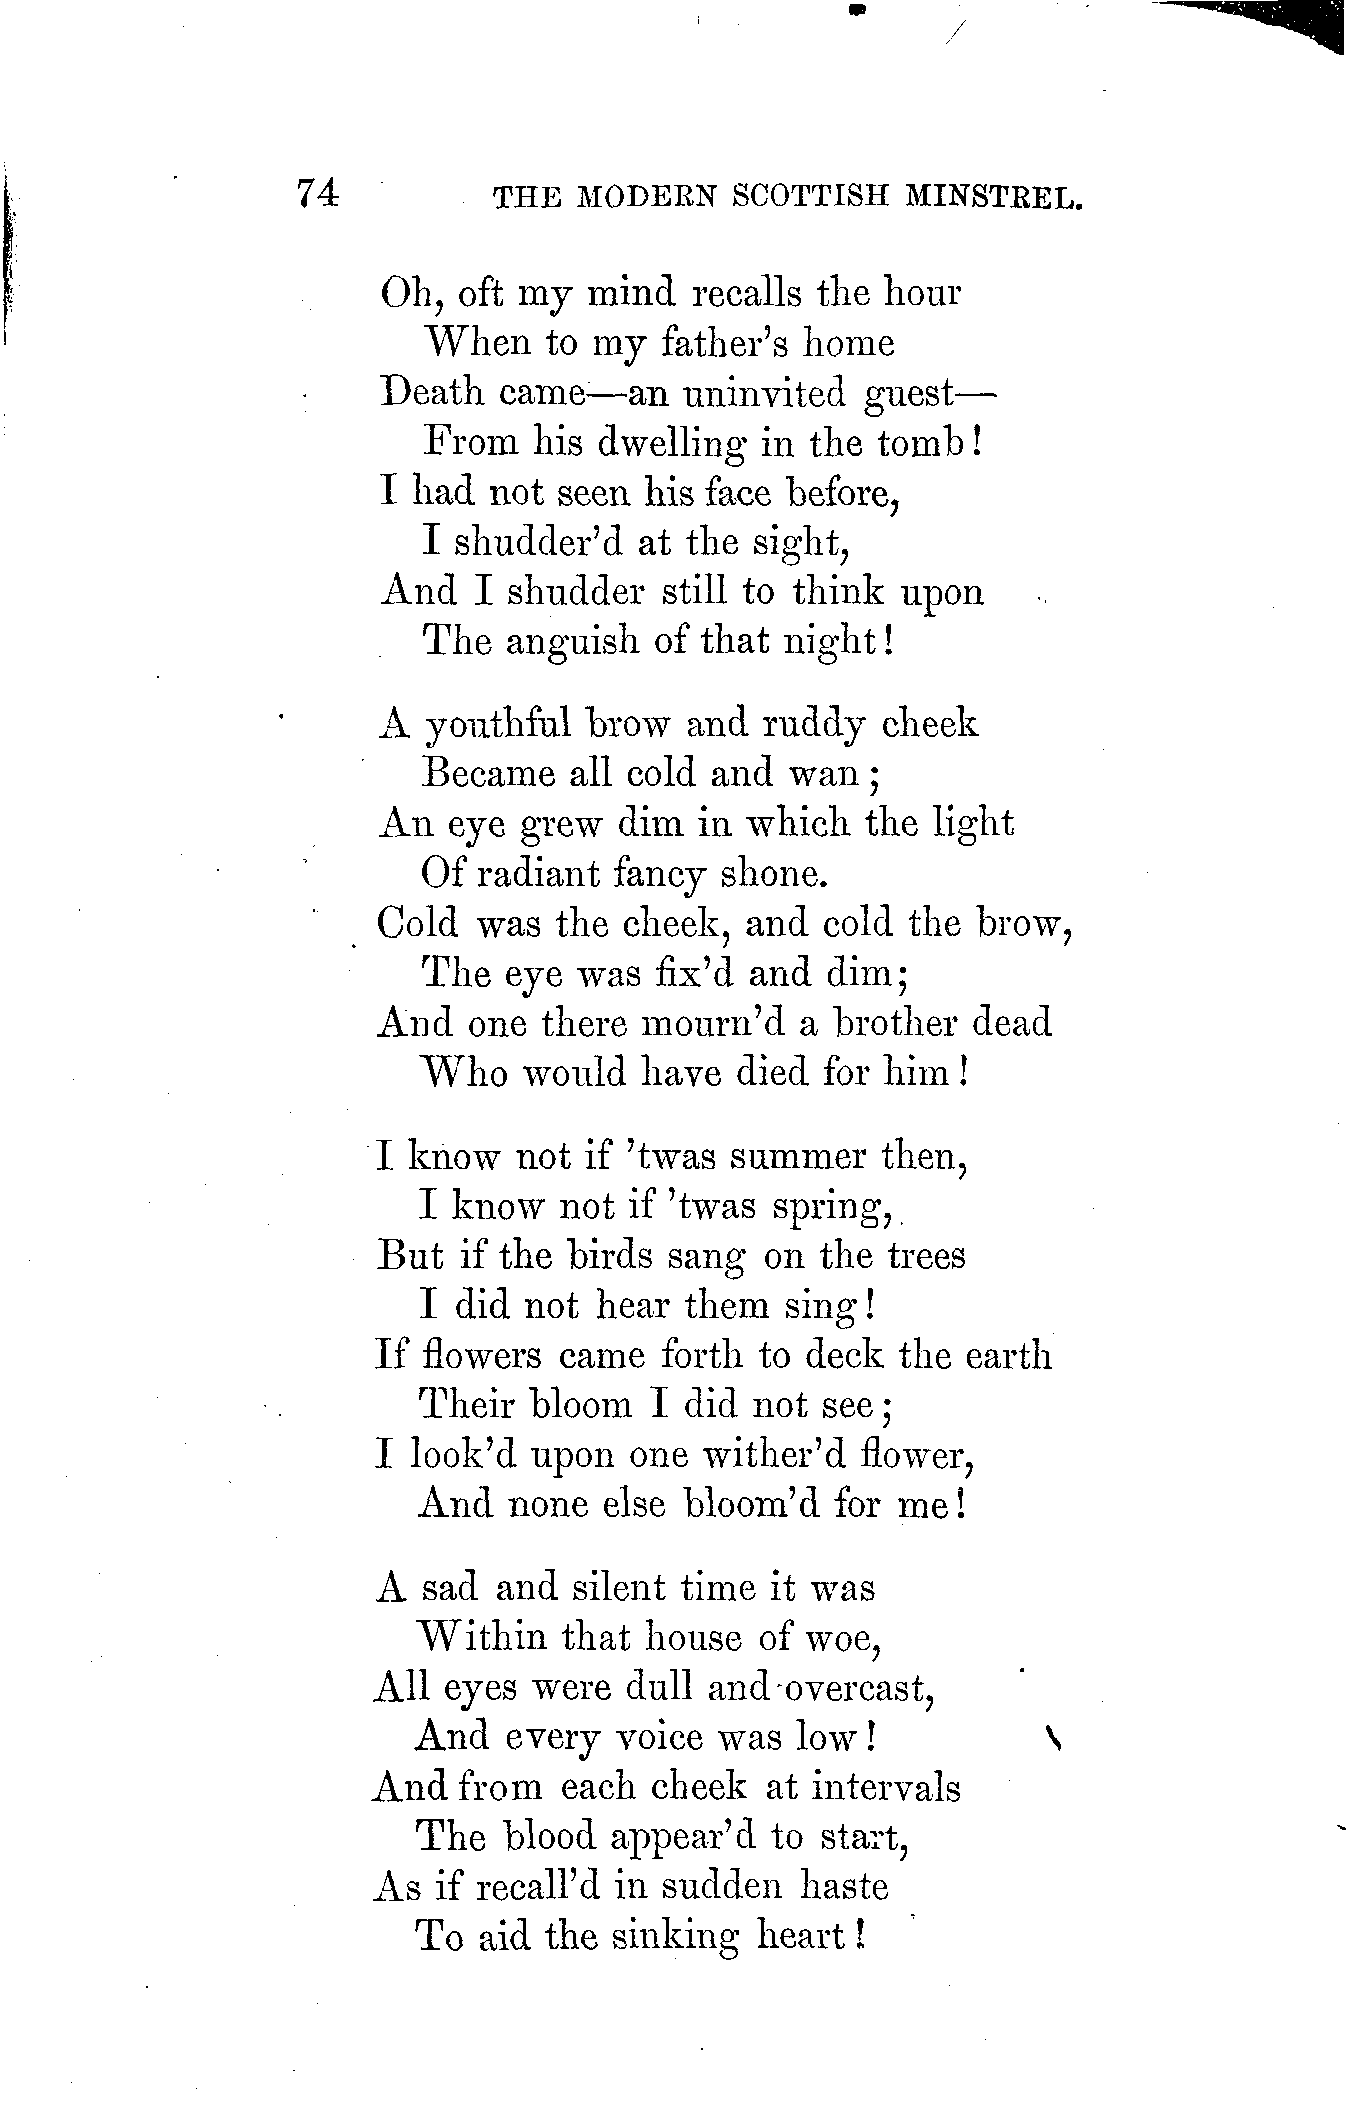 74 THE MODERN SCOTTISH MINSTREL.
Oh, oft my mind recalls the hour
When to my father's home
Death came—an uninvited guest—
From his dwelling in the tomb!
I had not seen his face before,
I shudder'd at the sight,
And I shudder still to think upon
The anguish of that night!
A youthful brow and ruddy cheek
Became all cold and wan;
An eye grew dim in which the light
Of radiant fancy shone.
Cold was the cheek, and cold the brow,
The eye was fix'd and dim;
And one there mourn'd a brother dead
Who would have died for him!
I know not if 'twas summer then,
I know not if 'twas spring,
But if the birds sang on the trees
I did not hear them sing!
If flowers came forth to deck the earth
Their bloom I did not see;
I look'd upon one wither'd flower,
And none else bloom'd for me!
A sad and silent time it was
Within that house of woe,
All eyes were dull and overcast,
And every voice was low!
And from each cheek at intervals
The blood appear'd to start,
As if recall'd in sudden haste
To aid the sinking heart!